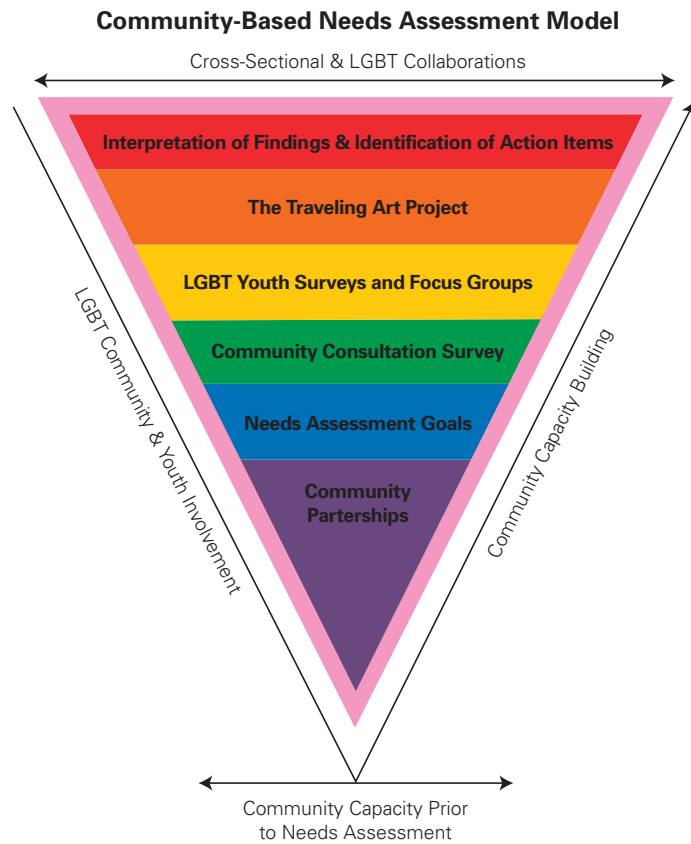 Community-Based Needs Assessment Model
Cross-Sectional & LGBT Collaborations
Interpretation of Findings & Identification of Action Items
The Traveling Art Project
LGBT Youth Surveys and Focus Groups
Community Consultation Survey
Needs Assessment Goals
Community
Parterships
LGBT Community & Youth Involvement
Community Capacity Building
Community Capacity Prior
to Needs Assessment